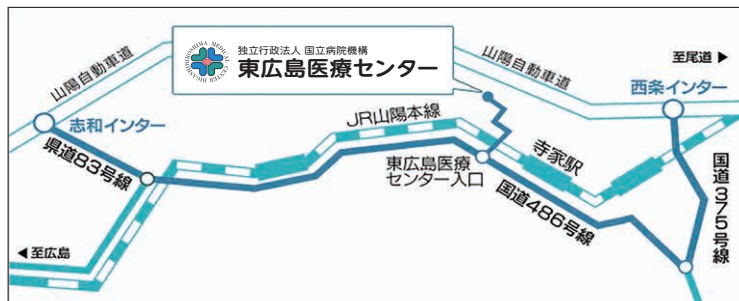 独立行政法人 国立病院機構
東広島医療センター
HIGASHIHIROSHIMA MEDICAL CENTER
山陽自動車道
山陽自動車道
至尾道 ▶
西条インター
志和インター
県道83号線
JR山陽本線
東広島医療
センター入口
寺家駅
国道486号線
国道375号線
◀至広島